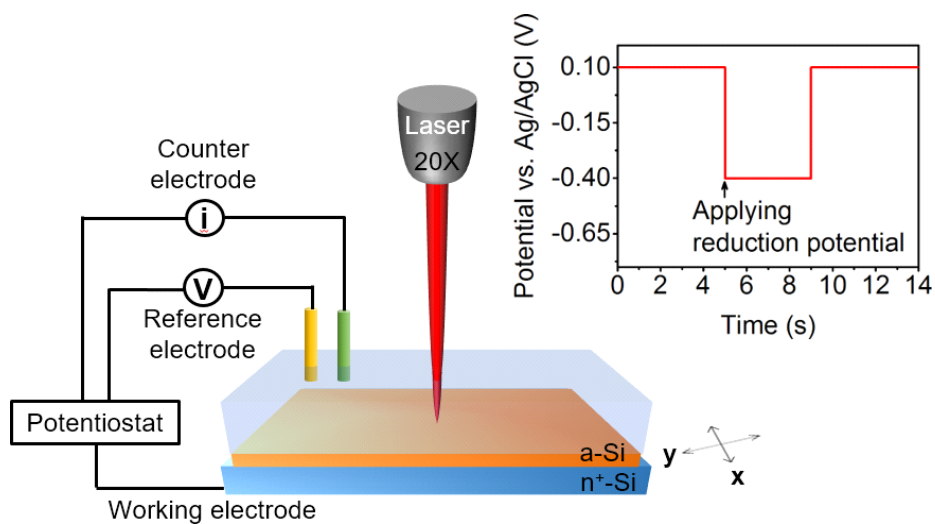 Counter
electrode
i
V
Reference
electrode
Potentiostat
Working electrode
Laser
20X
a-Si
n⁺-Si
y
x
Potential vs. Ag/AgCl (V)
0.10
-0.15
-0.40
-0.65
Applying
reduction potential
0 2 4 6 8 10 12 14
Time (s)